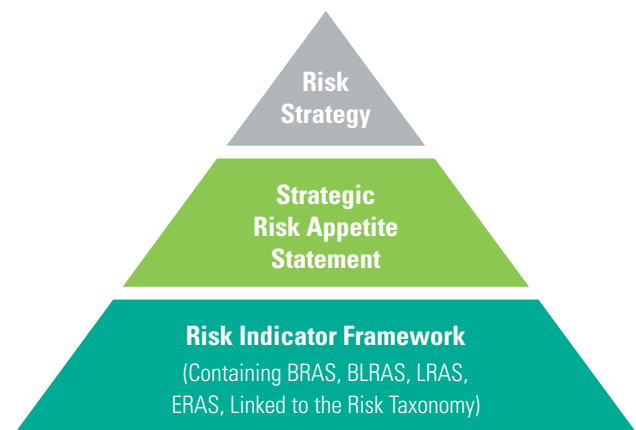 Risk
Strategy
Strategic
Risk Appetite
Statement
Risk Indicator Framework
(Containing BRAS, BLRAS, LRAS,
ERAS, Linked to the Risk Taxonomy)